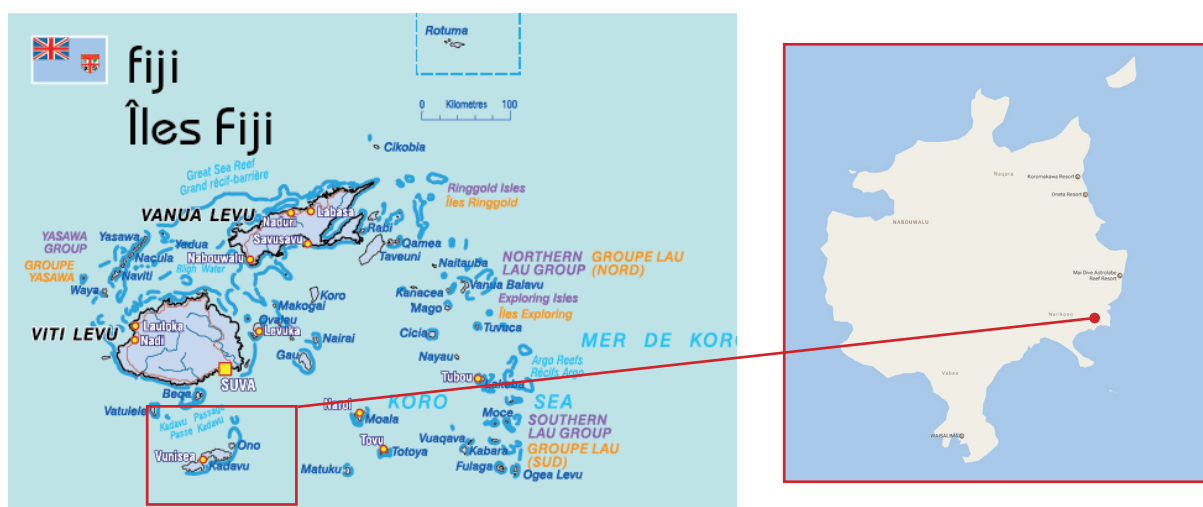 fiji
Îles Fiji
Rotuma
0 Kilometres 100
Cikobia
Great Sea Reef
Grand récif-barrière
Ringgold Isles
Îles Ringgold
VANUA LEVU
Labasa
Naduri
Rabi
Savusavu
Qamea
Taveuni
Nabouwalu
YASAWA
GROUP
GROUPE
YASAWA
Yasawa
Yadua
Nacula
Naviti
Waya
Bligh Water
Naitauba
NORTHERN
LAU GROUP
GROUPE LAU
(NORD)
Vanua Balavu
Kanacea
Mago
Exploring Isles
Îles Exploring
Koro
Makogai
Ovalau
Levuka
Nairai
Cicia
Tuvuca
VITI LEVU
Lautoka
Nadi
Gau
MER DE KORO
Nayau
Argo Reefs
Récifs Argo
SUVA
Tubou
Lakeba
Beqa
Vatulele
Kadavu Passage
Passe Kadavu
Naroi
Moala
KORO SEA
Moce
SOUTHERN
LAU GROUP
GROUPE LAU
(SUD)
Ono
Vunisea
Kadavu
Tovu
Totoya
Vuaqava
Kabara
Matuku
Fulaga
Ogea Levu
Naqara
Koromakawa Resort
Oneta Resort
NABOUWALU
Mai Dive Astrolabe
Reef Resort
Narikoso
Vabea
WAISALIMA